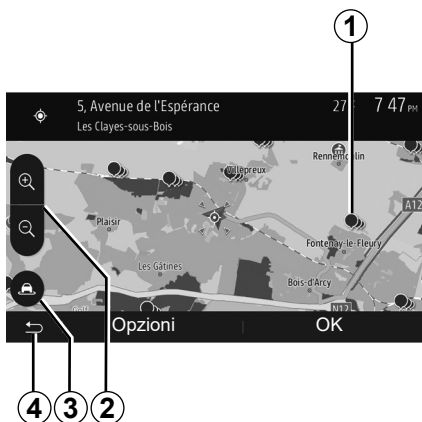 1
5, Avenue de l'Espérance
27°
7 47 PM
Les Clayes-sous-Bois
Rennemoulin
Villepreux
A12
Plaisir
Fontenay-le-Fleury
Les Gâtines
Bois-d'Arcy
N12
Opzioni
OK
4
3
2